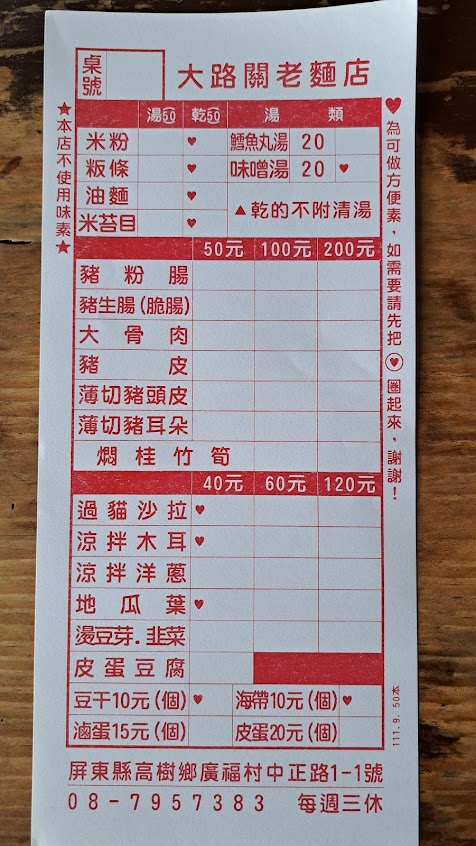 桌號
大路關老麵店
★本店不使用味素★
湯50 乾50 湯類
米粉 ♥ 鱈魚丸湯 20
粄條 ♥ 味噌湯 20 ♥
油麵 ♥
米苔目 ♥
▲乾的不附清湯
50元 100元 200元
豬粉腸
豬生腸(脆腸)
大骨肉
豬皮
薄切豬頭皮
薄切豬耳朵
燜桂竹筍
40元 60元 120元
過貓沙拉 ♥
涼拌木耳 ♥
涼拌洋蔥
地瓜葉 ♥
燙豆芽.韭菜
皮蛋豆腐
豆干10元(個) ♥ 海帶10元(個) ♥
滷蛋15元(個) 皮蛋20元(個)
♥為可做方便素,如需要請先把♥圈起來,謝謝!
111.9. 50本
屏東縣高樹鄉廣福村中正路1-1號
08-7957383 每週三休